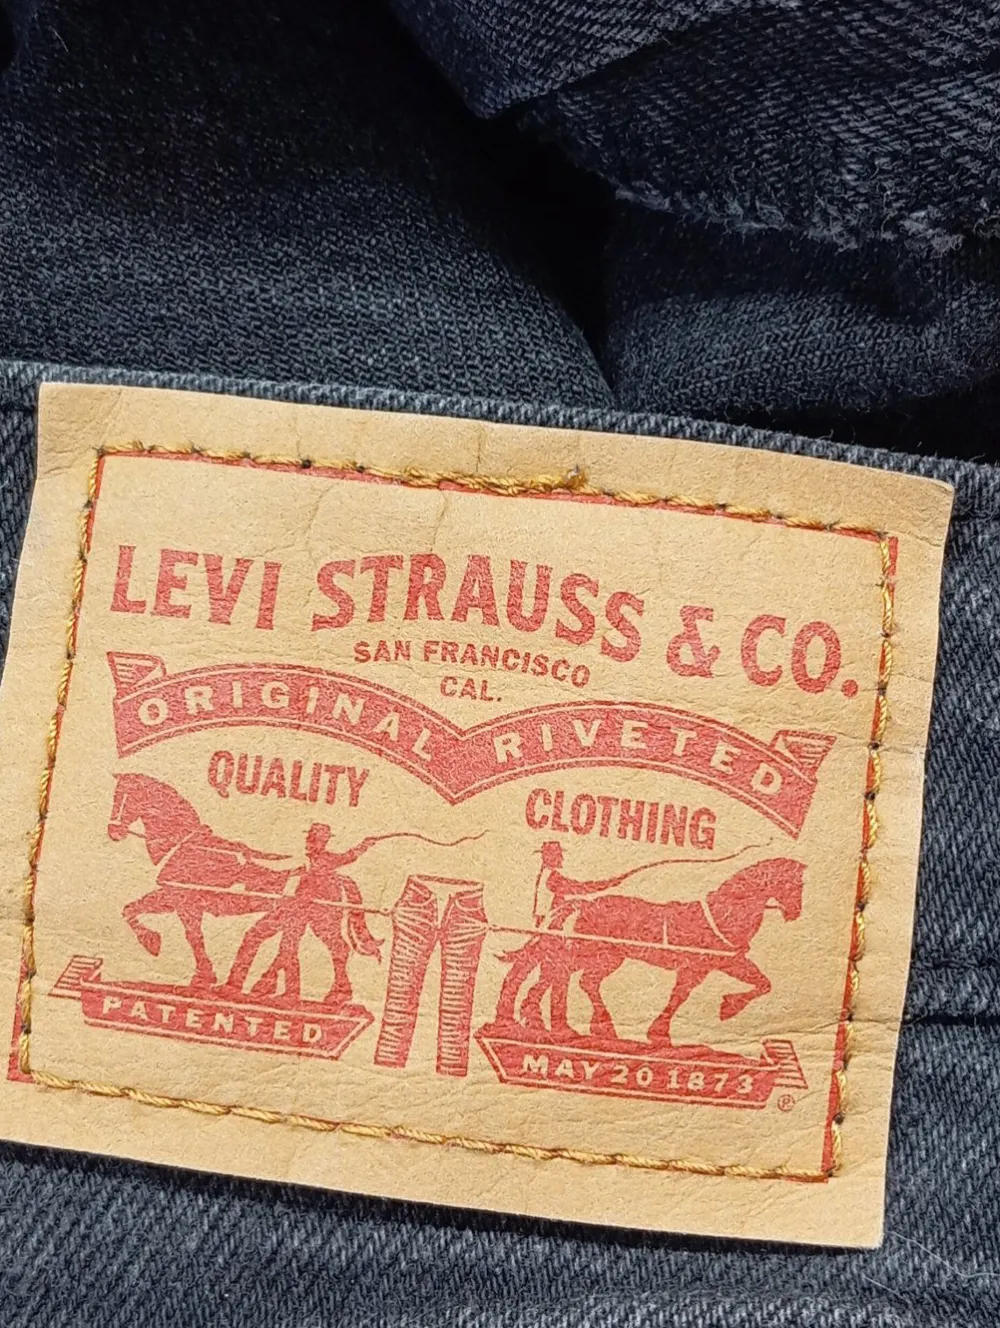 LEVI STRAUSS & CO.
SAN FRANCISCO
CAL.
ORIGINAL RIVETED
QUALITY CLOTHING
PATENTED MAY 20 1873
®